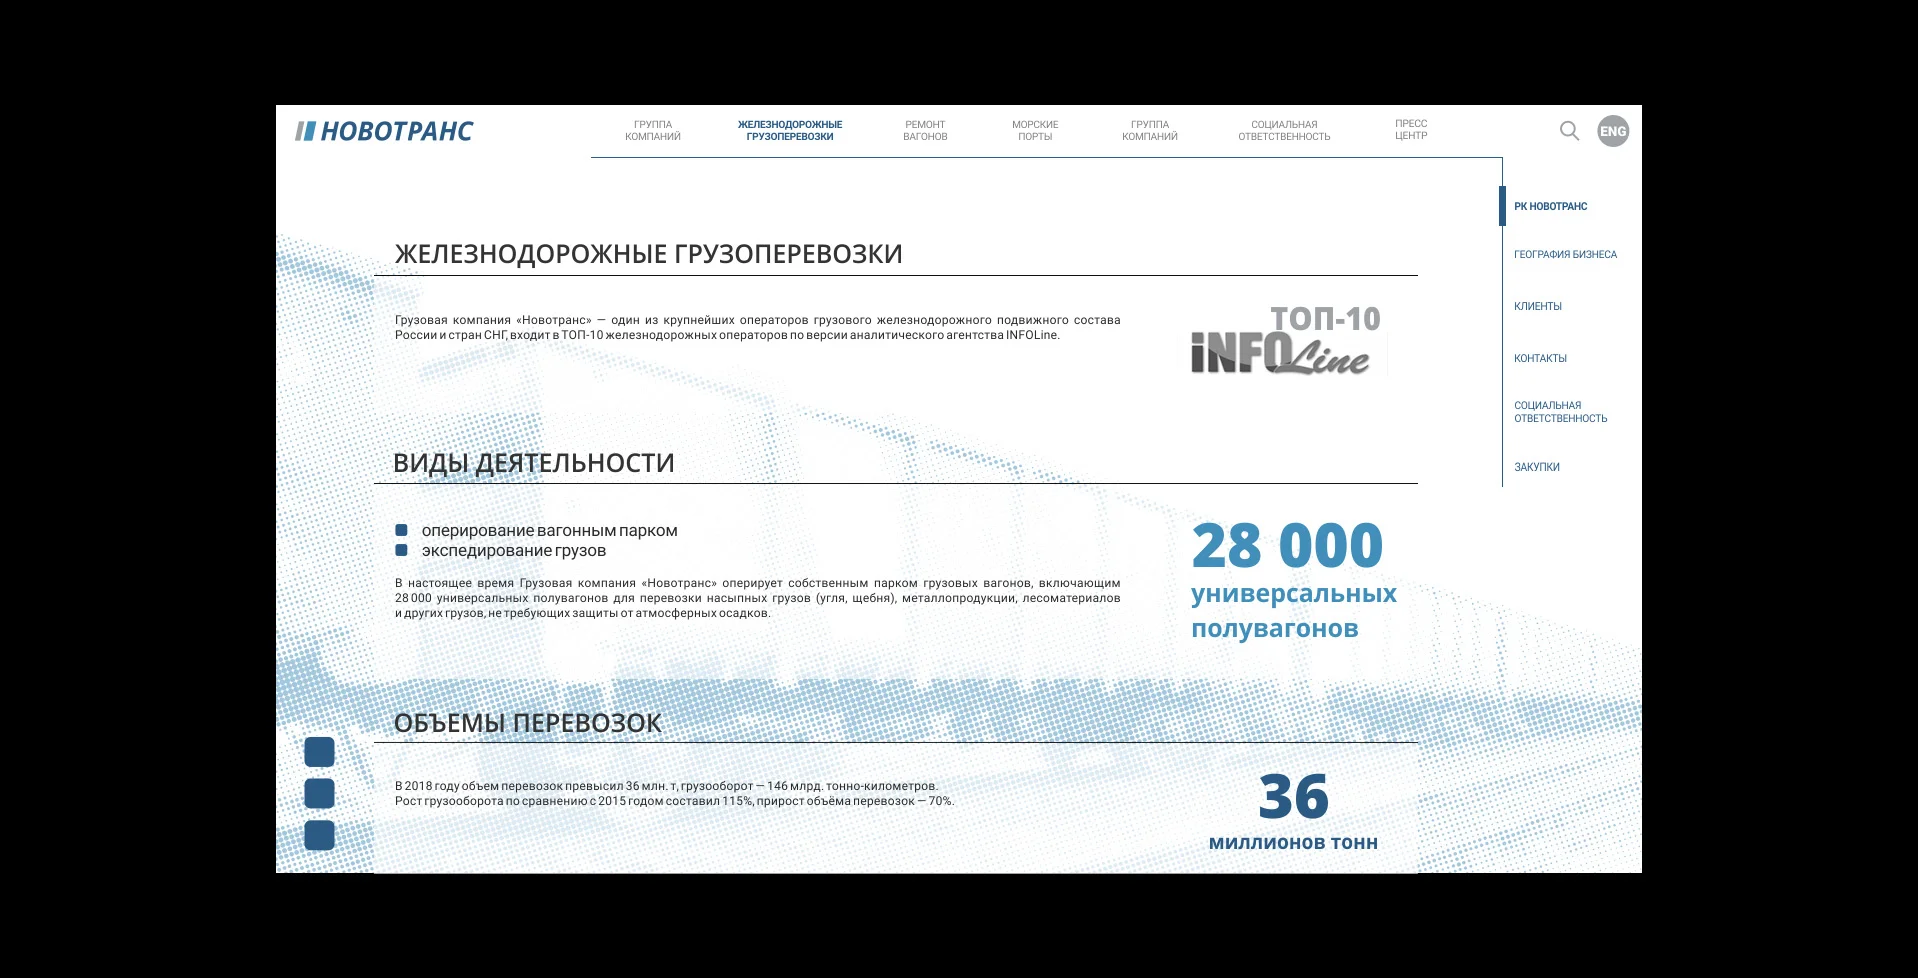 НОВОТРАНС
ГРУППА
КОМПАНИЙ
ЖЕЛЕЗНОДОРОЖНЫЕ
ГРУЗОПЕРЕВОЗКИ
РЕМОНТ
ВАГОНОВ
МОРСКИЕ
ПОРТЫ
ГРУППА
КОМПАНИЙ
СОЦИАЛЬНАЯ
ОТВЕТСТВЕННОСТЬ
ПРЕСС
ЦЕНТР
ENG
РК НОВОТРАНС
ГЕОГРАФИЯ БИЗНЕСА
КЛИЕНТЫ
КОНТАКТЫ
СОЦИАЛЬНАЯ
ОТВЕТСТВЕННОСТЬ
ЗАКУПКИ
ЖЕЛЕЗНОДОРОЖНЫЕ ГРУЗОПЕРЕВОЗКИ
Грузовая компания «Новотранс» — один из крупнейших операторов грузового железнодорожного подвижного состава
России и стран СНГ, входит в ТОП-10 железнодорожных операторов по версии аналитического агентства INFOLine.
ТОП-10
iNFOLine
ВИДЫ ДЕЯТЕЛЬНОСТИ
оперирование вагонным парком
экспедирование грузов
В настоящее время Грузовая компания «Новотранс» оперирует собственным парком грузовых вагонов, включающим
28 000 универсальных полувагонов для перевозки насыпных грузов (угля, щебня), металлопродукции, лесоматериалов
и других грузов, не требующих защиты от атмосферных осадков.
28 000
универсальных
полувагонов
ОБЪЕМЫ ПЕРЕВОЗОК
В 2018 году объем перевозок превысил 36 млн. т, грузооборот — 146 млрд. тонно-километров.
Рост грузооборота по сравнению с 2015 годом составил 115%, прирост объёма перевозок — 70%.
36
миллионов тонн